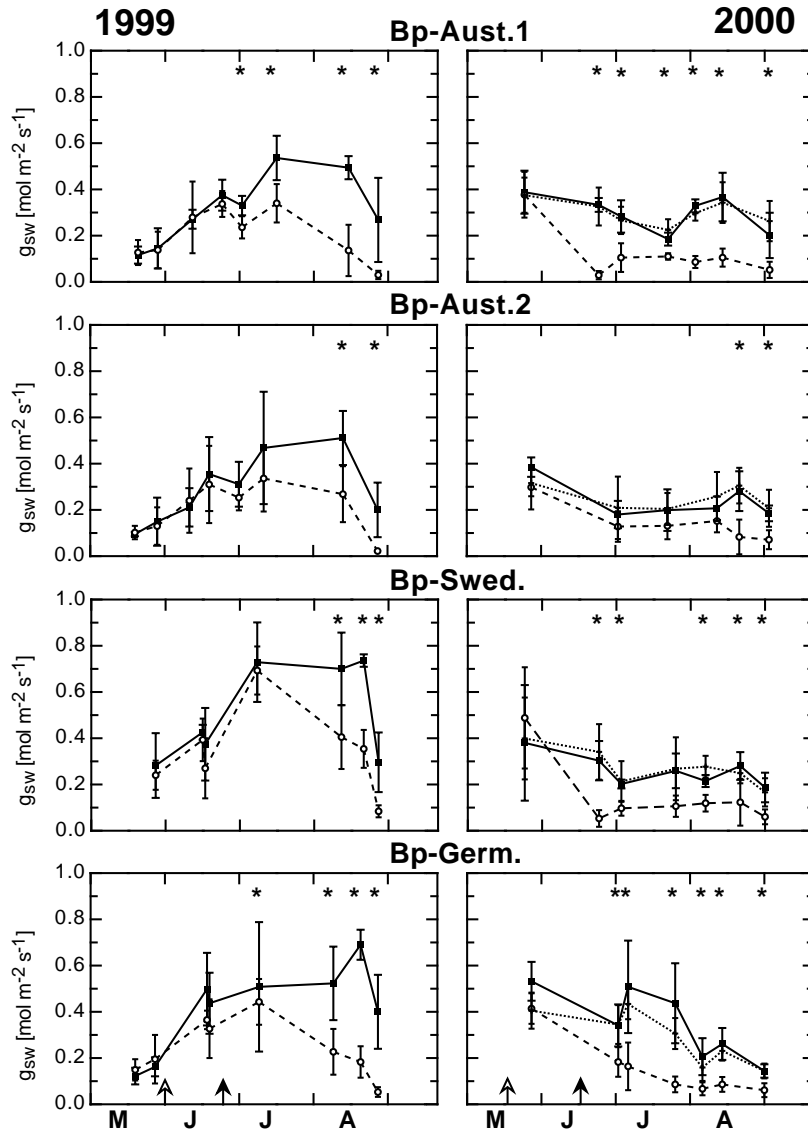 1999 2000
Bp-Aust.1
1.0
* * * * * * * * * *
0.8
0.6
0.4
0.2
0.0
gsw [mol m-2 s-1]
Bp-Aust.2
1.0
* * * *
0.8
0.6
0.4
0.2
0.0
gsw [mol m-2 s-1]
Bp-Swed.
1.0
* * * * * * * *
0.8
0.6
0.4
0.2
0.0
gsw [mol m-2 s-1]
Bp-Germ.
1.0
* * * * ** * * * *
0.8
0.6
0.4
0.2
0.0
gsw [mol m-2 s-1]
M J J A M J J A